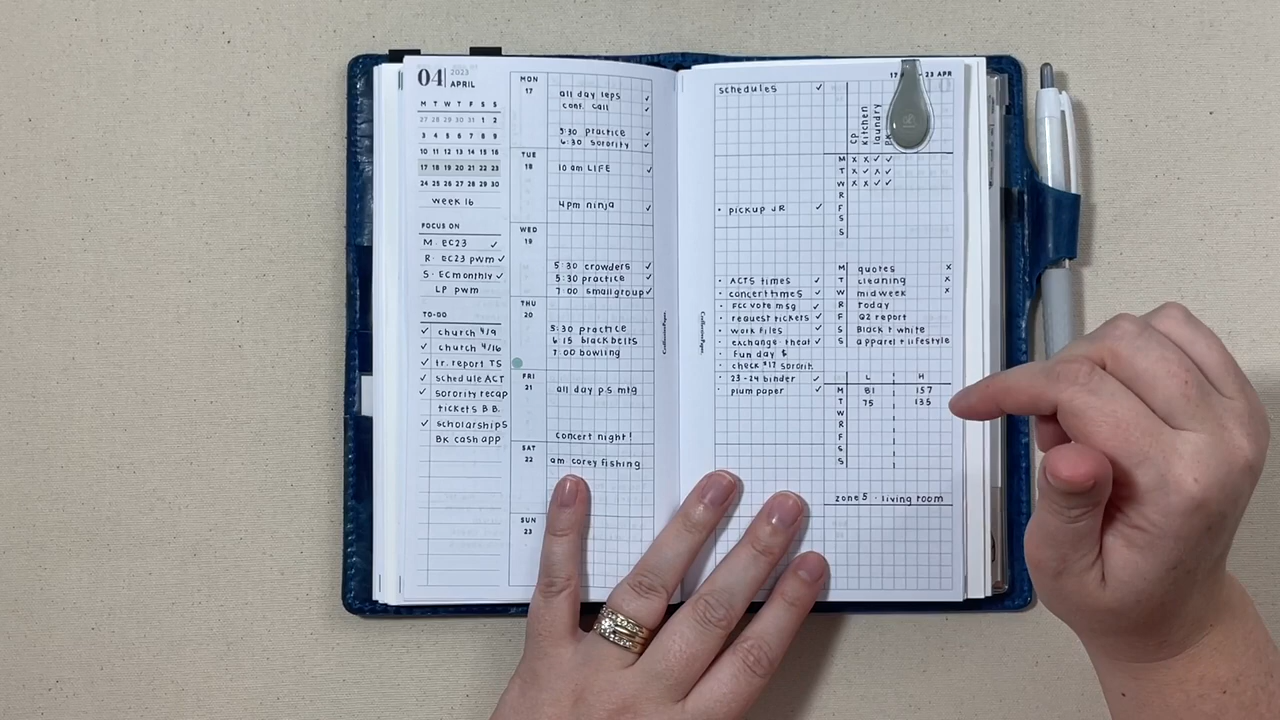 04 2023
APRIL
M T W T F S S
27 28 29 30 31 1 2
3 4 5 6 7 8 9
10 11 12 13 14 15 16
17 18 19 20 21 22 23
24 25 26 27 28 29 30
week 16
FOCUS ON
M · EC23 ✓
R · EC23 pwm ✓
S · EC monthly ✓
LP pwm
TO-DO
✓ church 4/9
✓ church 4/16
✓ tr. report TS
✓ schedule ACT
✓ sorority recap
tickets B.B.
✓ scholarships
BK cash app
MON
17
all day teps ✓
conf. call ✓
5:30 practice ✓
6:30 sorority ✓
TUE
18
10 am LIFE ✓
4pm ninja ✓
WED
19
5:30 crowders ✓
5:30 practice ✓
7:00 small group ✓
THU
20
5:30 practice
6:15 black belts
7:00 bowling
FRI
21
all day p.s mtg
concert night!
SAT
22
am corey fishing
SUN
23
17
23 APR
schedules ✓
· pickup JR ✓
· ACTS times ✓
· concert times ✓
· FCC vote msg ✓
· request tickets ✓
· work files ✓
· exchange theat ✓
· fun day $
· check #17 sororit.
· 23-24 binder ✓
· plum paper ✓
CP
kitchen
laundry
M x x ✓ ✓
T x ✓ x ✓
W x x ✓ ✓
R
F
S
S
M quotes x
T cleaning x
W midweek x
R today
F Q2 report
S Black + white
S apparel + lifestyle
L H
M 81 157
T 75 135
W
R
F
S
S
zone 5 · living room